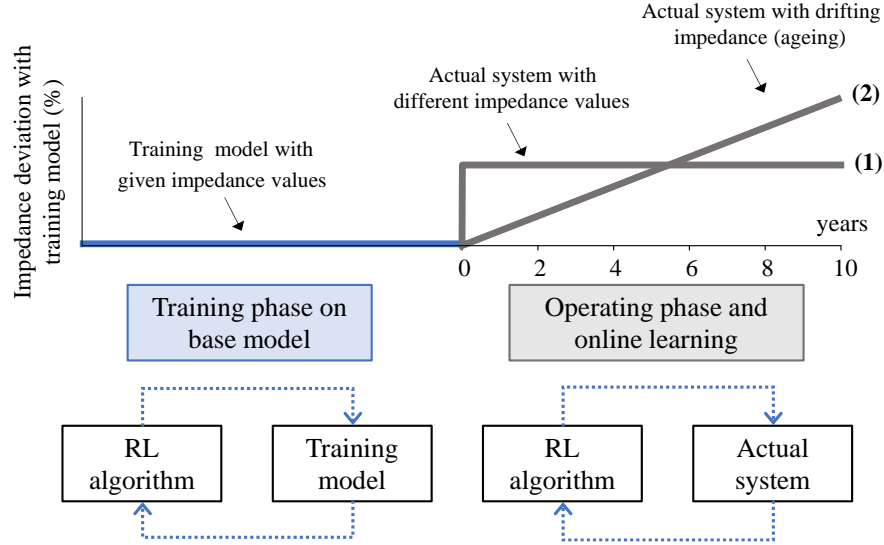 Actual system with drifting
impedance (ageing)
Actual system with
different impedance values
(2)
Impedance deviation with
training model (%)
Training model with
given impedance values
(1)
years
0 2 4 6 8 10
Training phase on
base model
Operating phase and
online learning
RL
algorithm
Training
model
RL
algorithm
Actual
system